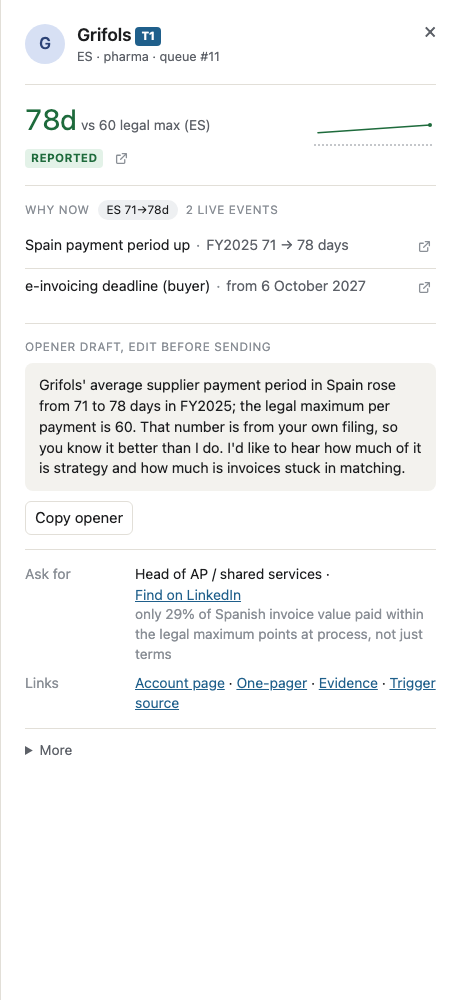 G
Grifols T1
×
ES · pharma · queue #11
78d vs 60 legal max (ES)
REPORTED
WHY NOW ES 71→78d 2 LIVE EVENTS
Spain payment period up · FY2025 71 → 78 days
e-invoicing deadline (buyer) · from 6 October 2027
OPENER DRAFT, EDIT BEFORE SENDING
Grifols' average supplier payment period in Spain rose
from 71 to 78 days in FY2025; the legal maximum per
payment is 60. That number is from your own filing, so
you know it better than I do. I'd like to hear how much of it
is strategy and how much is invoices stuck in matching.
Copy opener
Ask for Head of AP / shared services ·
Find on LinkedIn
only 29% of Spanish invoice value paid within
the legal maximum points at process, not just
terms
Links Account page · One-pager · Evidence · Trigger
source
More